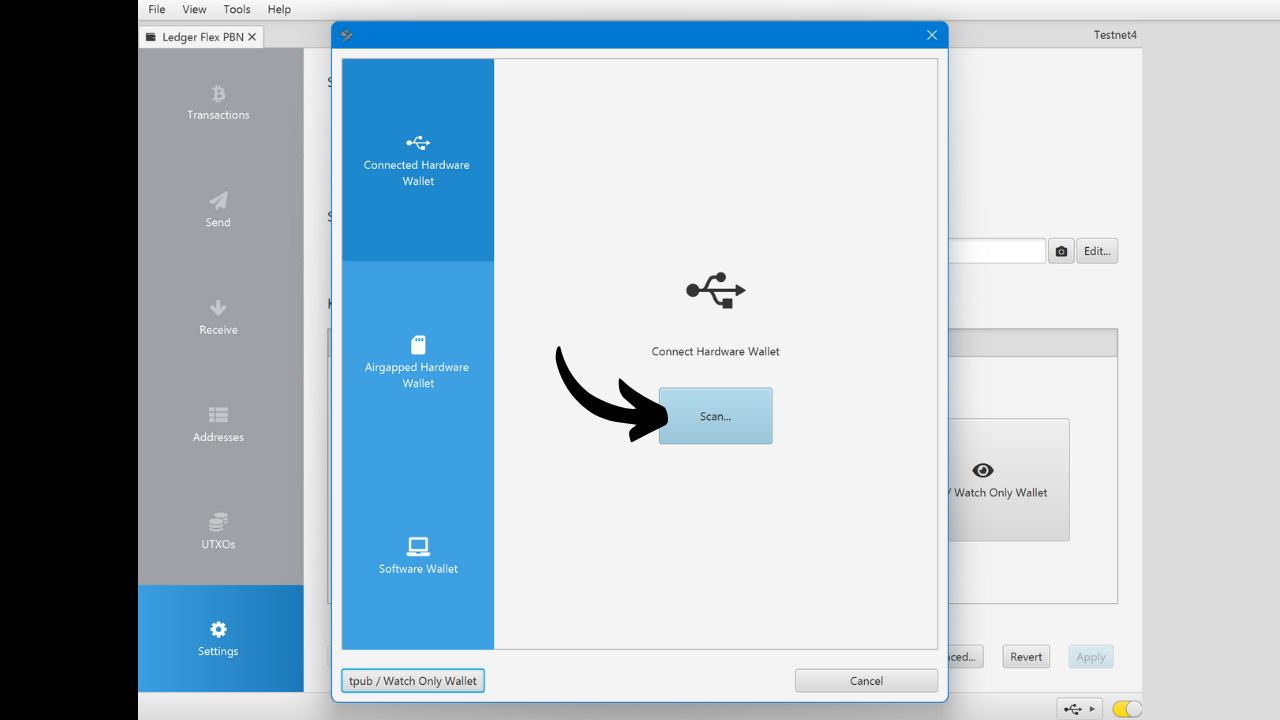 File View Tools Help
Ledger Flex PBN
Testnet4
Transactions
Send
Receive
Addresses
UTXOs
Settings
Connected Hardware
Wallet
Airgapped Hardware
Wallet
Software Wallet
Connect Hardware Wallet
Scan...
Edit...
/ Watch Only Wallet
Revert
Apply
tpub / Watch Only Wallet
Cancel